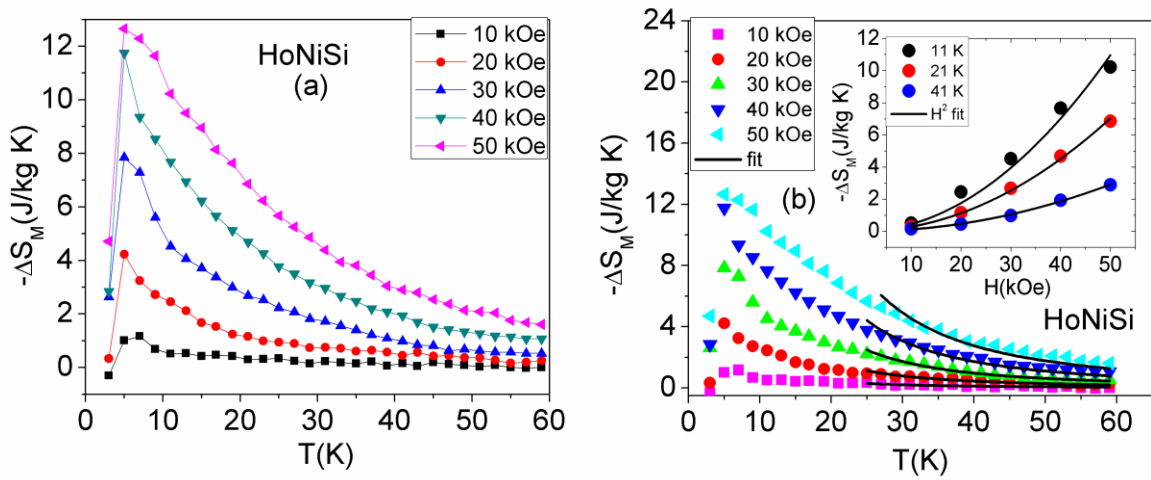 HoNiSi
(a)
10 kOe
20 kOe
30 kOe
40 kOe
50 kOe
12
10
8
6
4
2
0
-ΔS_M(J/kg K)
0 10 20 30 40 50 60
T(K)
24
20
16
12
8
4
0
-ΔS_M(J/kg K)
10 kOe
20 kOe
30 kOe
40 kOe
50 kOe
fit
(b)
12
10
8
6
4
2
0
-ΔS_M(J/kg K)
11 K
21 K
41 K
H² fit
10 20 30 40 50
H(kOe)
HoNiSi
0 10 20 30 40 50 60
T(K)